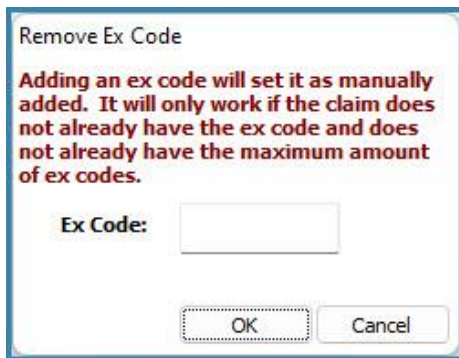 Remove Ex Code
Adding an ex code will set it as manually
added. It will only work if the claim does
not already have the ex code and does
not already have the maximum amount
of ex codes.
Ex Code:
OK Cancel